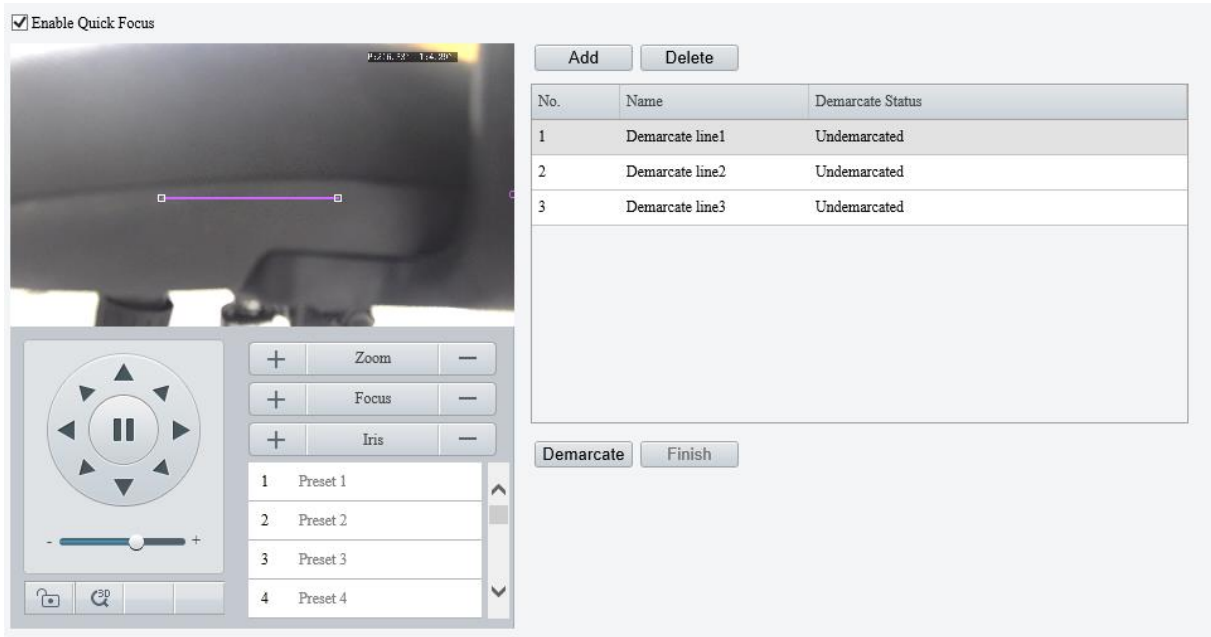 Enable Quick Focus
Add Delete
No. Name Demarcate Status
1 Demarcate line1 Undemarcated
2 Demarcate line2 Undemarcated
3 Demarcate line3 Undemarcated
+ Zoom −
+ Focus −
+ Iris −
Demarcate Finish
1 Preset 1
2 Preset 2
3 Preset 3
- +
3D
4 Preset 4